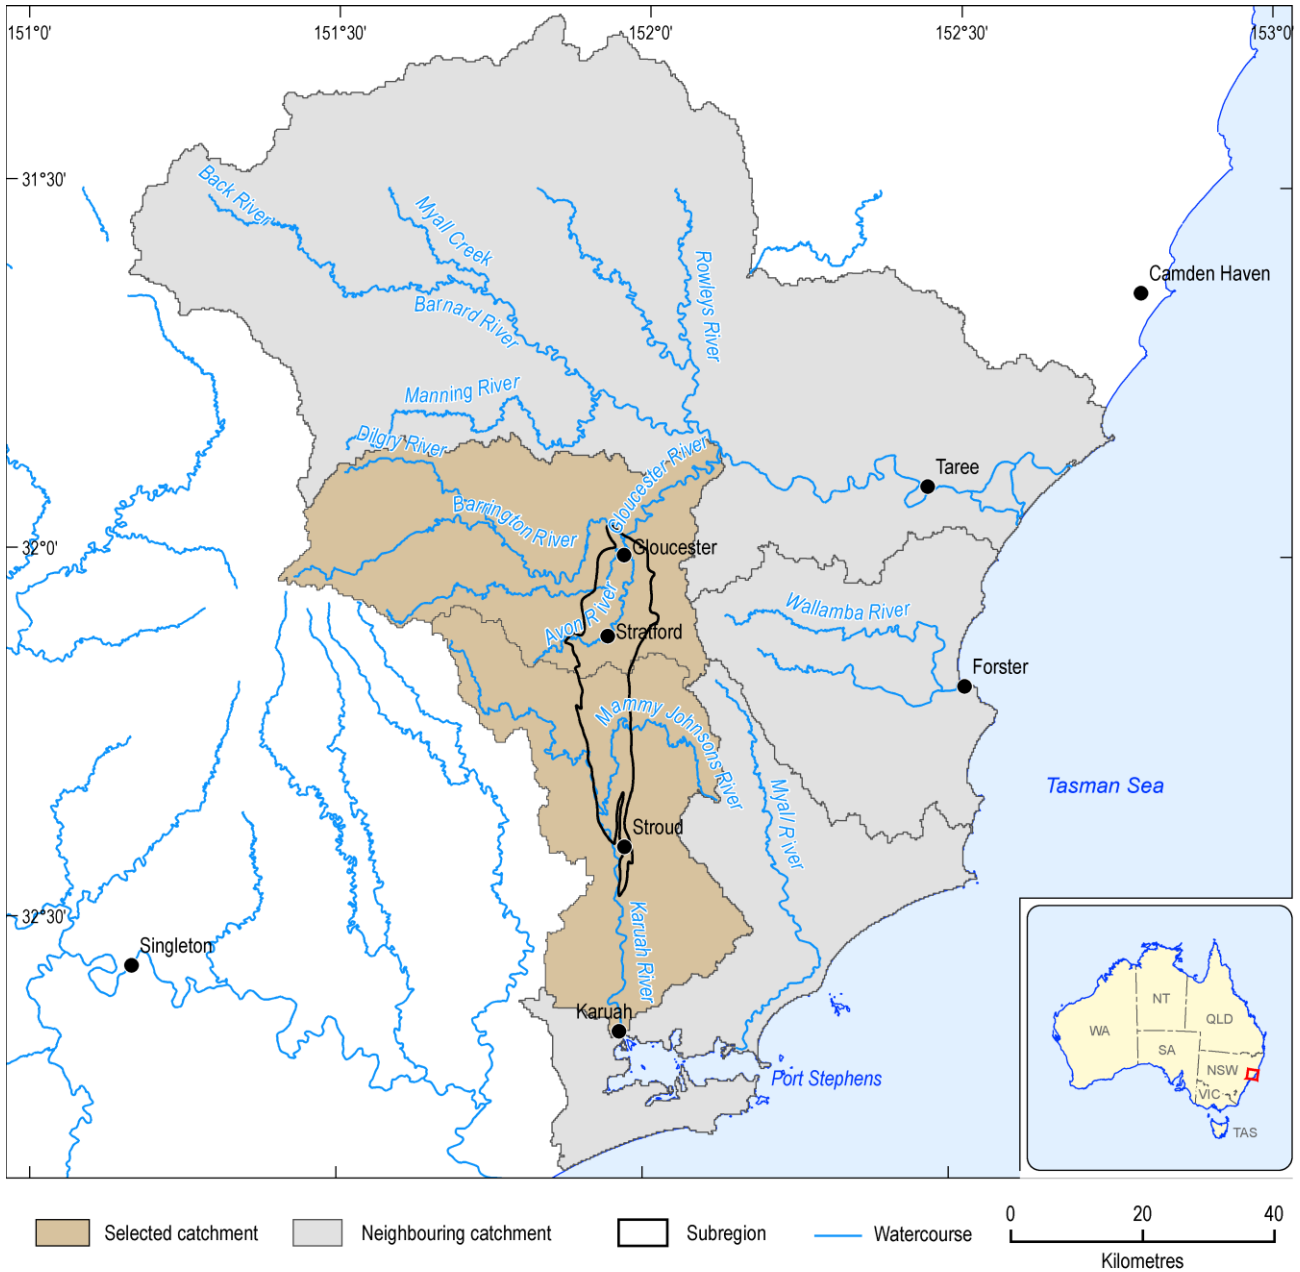 151°0'
151°30'
152°0'
152°30'
153°0'
31°30'
32°0'
32°30'
Back River
Myall Creek
Rowleys River
Camden Haven
Barnard River
Manning River
Dilgry River
Gloucester River
Taree
Barrington River
Gloucester
Avon River
Stratford
Wallamba River
Forster
Mammy Johnsons River
Myall River
Tasman Sea
Stroud
Karuah River
Singleton
Karuah
Port Stephens
WA
NT
QLD
SA
NSW
VIC
TAS
Selected catchment
Neighbouring catchment
Subregion
Watercourse
0
20
40
Kilometres